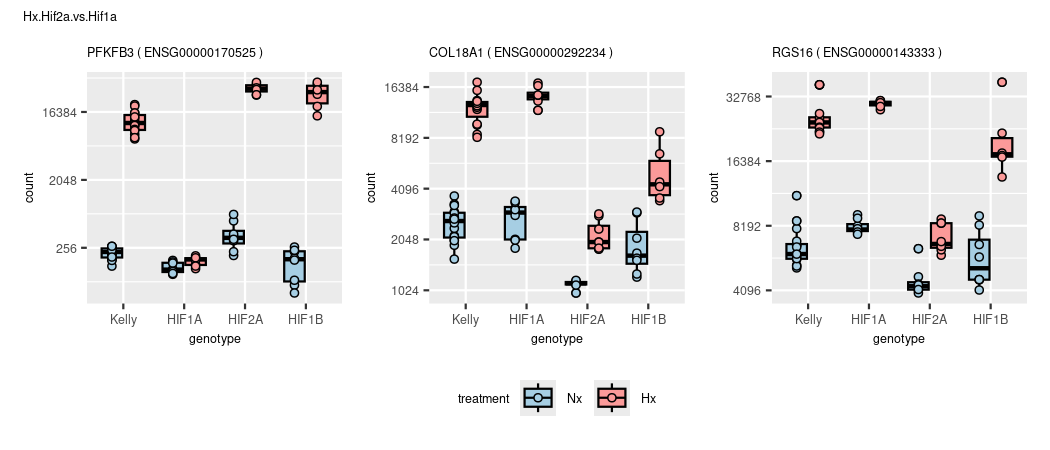 Hx.Hif2a.vs.Hif1a
PFKFB3 ( ENSG00000170525 )
count
16384
2048
256
Kelly HIF1A HIF2A HIF1B
genotype
COL18A1 ( ENSG00000292234 )
count
16384
8192
4096
2048
1024
Kelly HIF1A HIF2A HIF1B
genotype
RGS16 ( ENSG00000143333 )
count
32768
16384
8192
4096
Kelly HIF1A HIF2A HIF1B
genotype
treatment Nx Hx